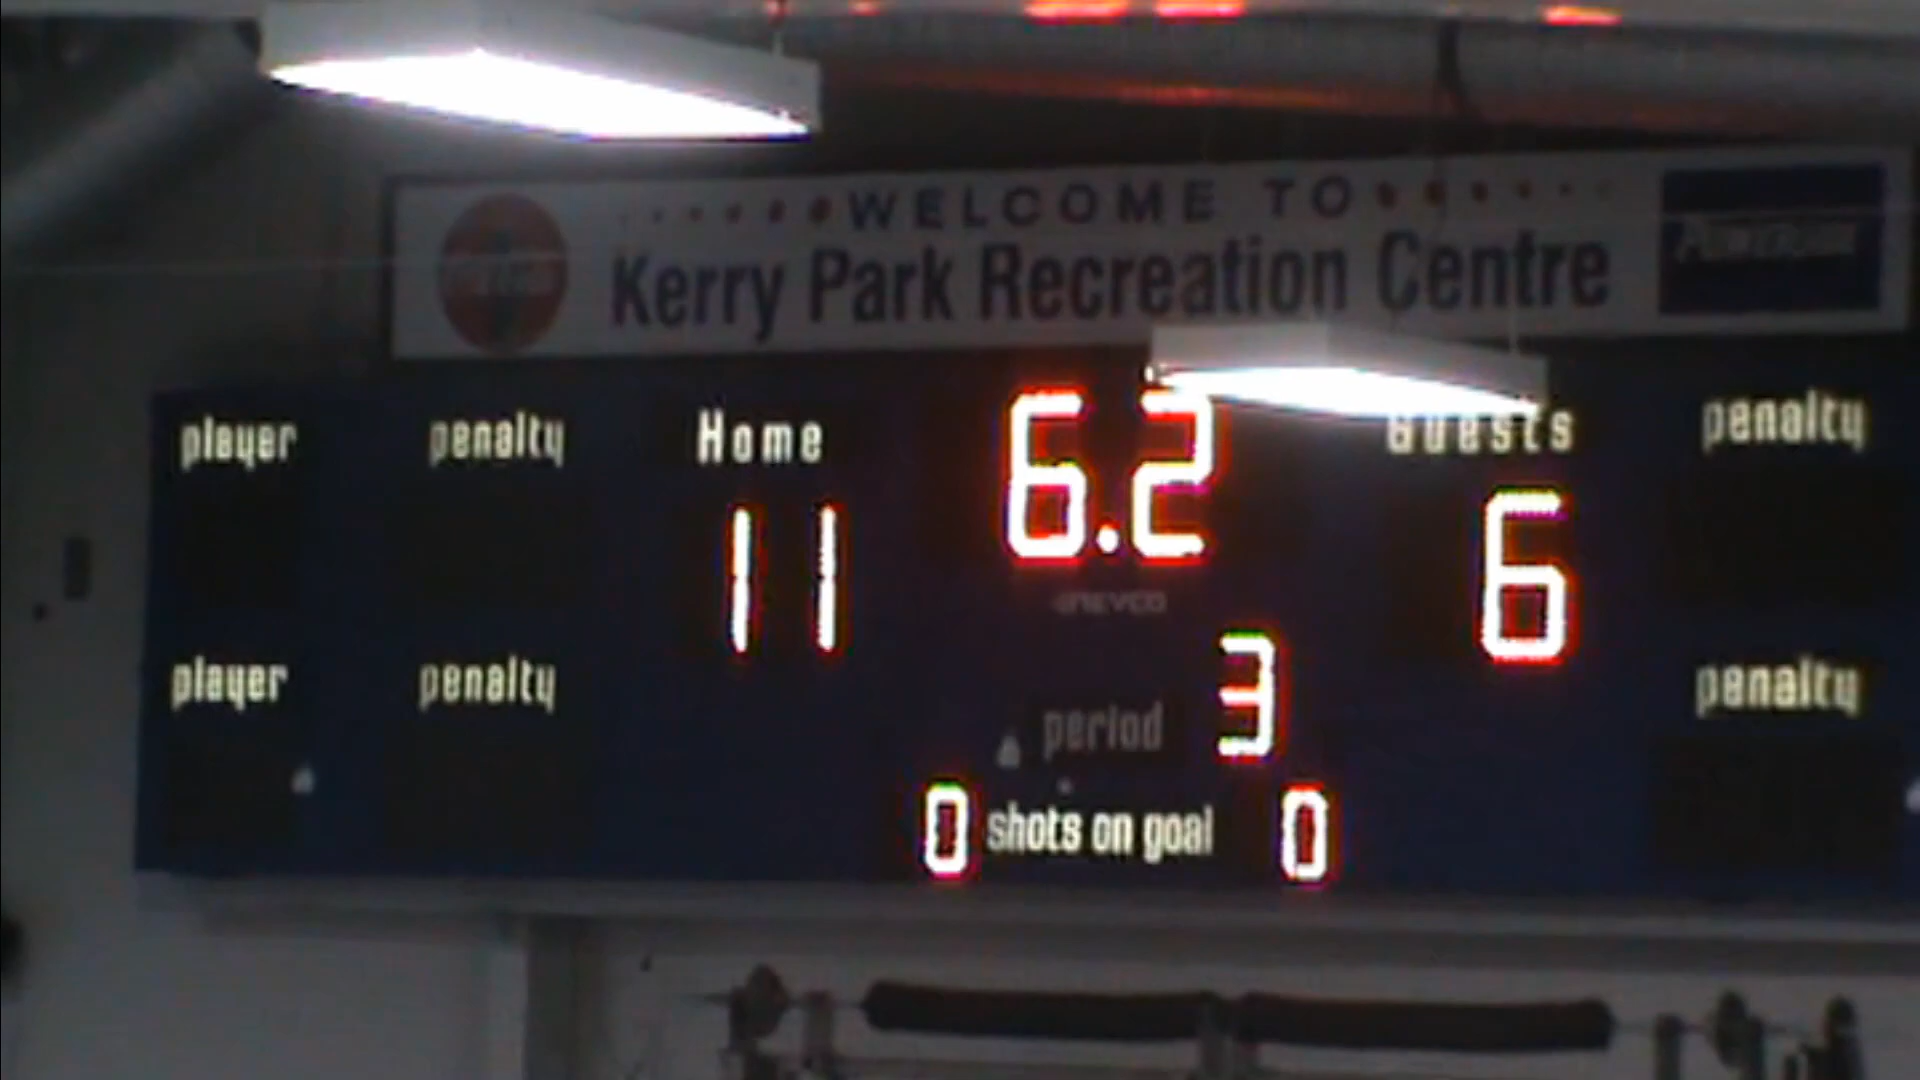 WELCOME TO
Kerry Park Recreation Centre
player penalty Home 6.2 Guests penalty
11 6
NEVCO
player penalty period 3 penalty
0 shots on goal 0